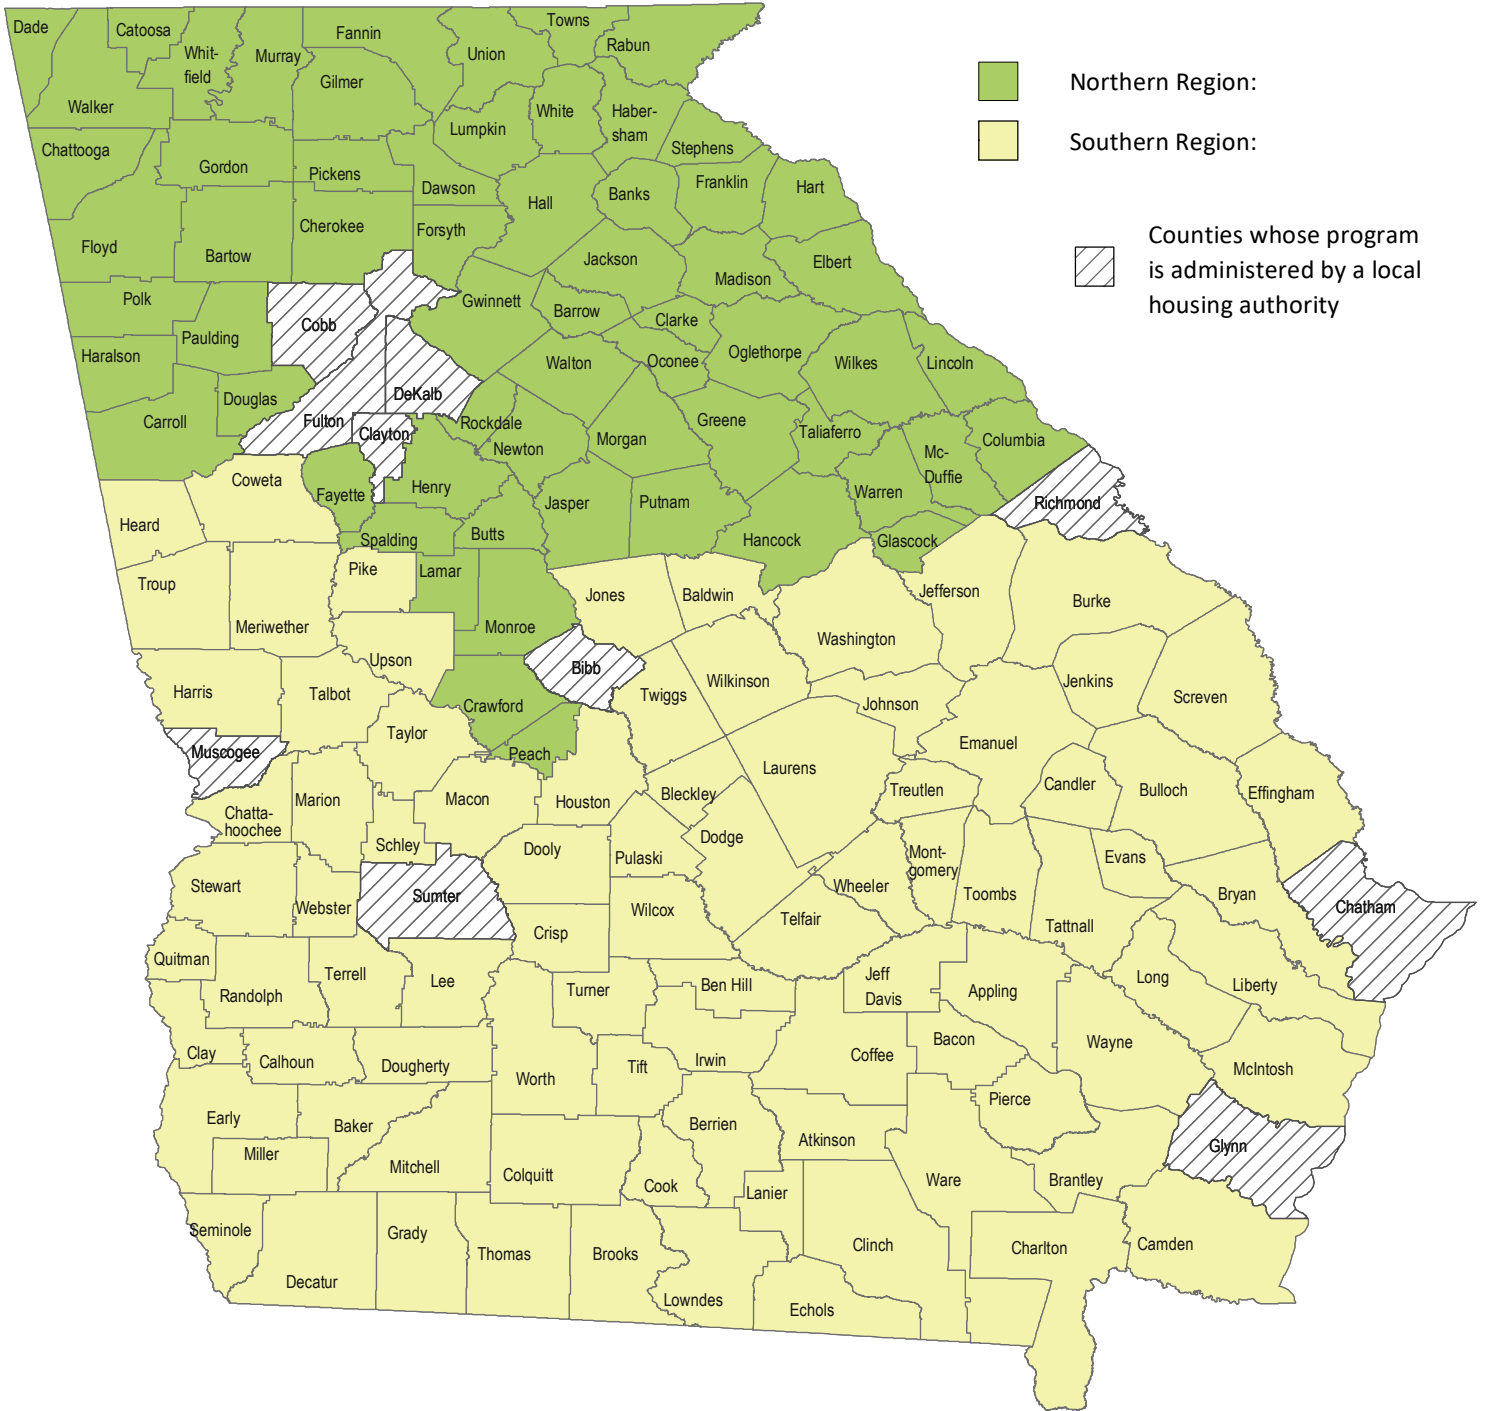 Dade
Catoosa
Whit-
field
Murray
Fannin
Gilmer
Union
Towns
Rabun
Walker
Lumpkin
White
Haber-
sham
Stephens
Chattooga
Gordon
Pickens
Dawson
Hall
Banks
Franklin
Hart
Floyd
Bartow
Cherokee
Forsyth
Jackson
Madison
Elbert
Northern Region:
Southern Region:
Counties whose program
is administered by a local
housing authority
Polk
Paulding
Haralson
Cobb
Gwinnett
Barrow
Clarke
Oconee
Oglethorpe
Wilkes
Lincoln
Walton
Carroll
Douglas
Fulton
DeKalb
Clayton
Rockdale
Newton
Morgan
Greene
Taliaferro
Mc-
Duffie
Columbia
Coweta
Fayette
Henry
Jasper
Putnam
Warren
Richmond
Heard
Spalding
Butts
Hancock
Glascock
Troup
Meriwether
Pike
Lamar
Monroe
Jones
Baldwin
Washington
Jefferson
Burke
Upson
Bibb
Harris
Talbot
Taylor
Crawford
Peach
Twiggs
Wilkinson
Johnson
Jenkins
Screven
Muscogee
Emanuel
Chatta-
hoochee
Marion
Macon
Houston
Bleckley
Laurens
Treutlen
Candler
Bulloch
Effingham
Schley
Dooly
Pulaski
Dodge
Mont-
gomery
Evans
Stewart
Webster
Sumter
Wilcox
Wheeler
Toombs
Tattnall
Bryan
Chatham
Crisp
Telfair
Quitman
Randolph
Terrell
Lee
Turner
Ben Hill
Jeff
Davis
Appling
Long
Liberty
Clay
Calhoun
Dougherty
Worth
Tift
Irwin
Coffee
Bacon
Wayne
McIntosh
Early
Miller
Baker
Mitchell
Colquitt
Cook
Berrien
Lanier
Atkinson
Pierce
Ware
Brantley
Glynn
Seminole
Decatur
Grady
Thomas
Brooks
Lowndes
Echols
Clinch
Charlton
Camden